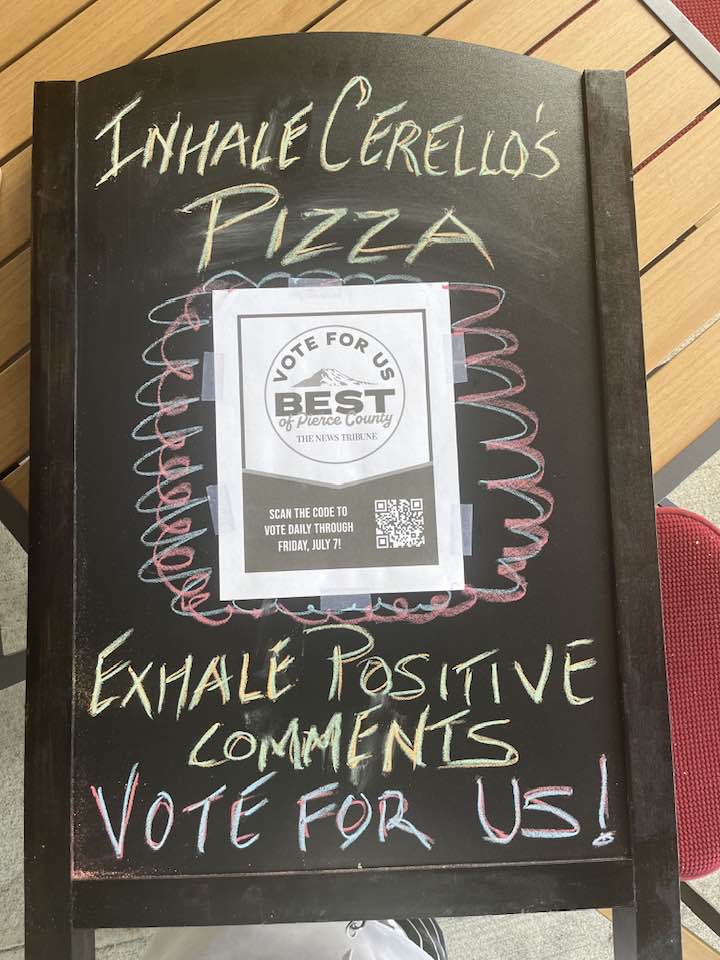 INHALE CERELLO'S
PIZZA
VOTE FOR US
BEST
of Pierce County
THE NEWS TRIBUNE
SCAN THE CODE TO
VOTE DAILY THROUGH
FRIDAY, JULY 7!
EXHALE POSITIVE
COMMENTS
VOTE FOR US!